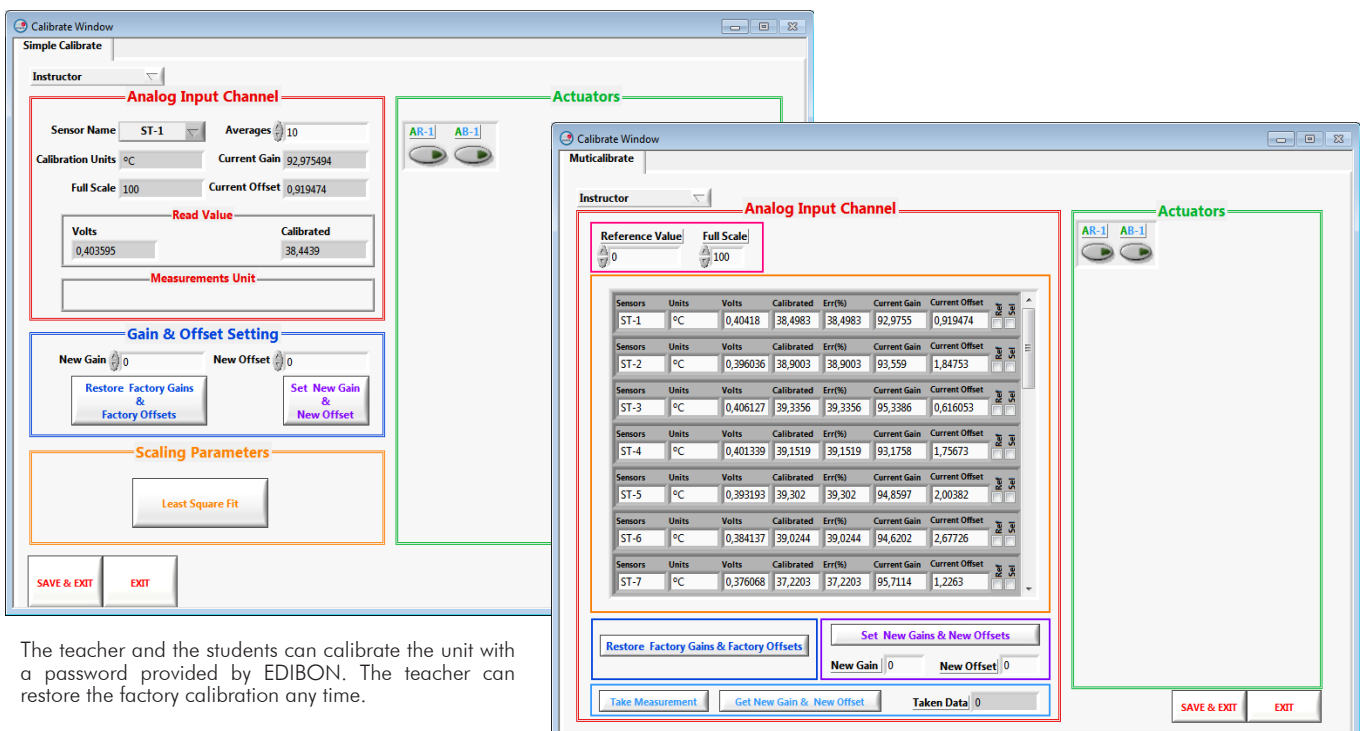 Calibrate Window
Simple Calibrate
Instructor
Analog Input Channel
Sensor Name ST-1 Averages 10
Calibration Units ºC Current Gain 92,975494
Full Scale 100 Current Offset 0,919474
Read Value
Volts Calibrated
0,403595 38,4439
Measurements Unit
Gain & Offset Setting
New Gain 0 New Offset 0
Restore Factory Gains
&
Factory Offsets
Set New Gain
&
New Offset
Scaling Parameters
Least Square Fit
SAVE & EXIT EXIT
Actuators
AR-1 AB-1
The teacher and the students can calibrate the unit with
a password provided by EDIBON. The teacher can
restore the factory calibration any time.
Calibrate Window
Muticalibrate
Instructor
Analog Input Channel
Reference Value Full Scale
0 100
Sensors Units Volts Calibrated Err(%) Current Gain Current Offset Ref Sel
ST-1 ºC 0,40418 38,4983 38,4983 92,9755 0,919474
Sensors Units Volts Calibrated Err(%) Current Gain Current Offset Ref Sel
ST-2 ºC 0,396036 38,9003 38,9003 93,559 1,84753
Sensors Units Volts Calibrated Err(%) Current Gain Current Offset Ref Sel
ST-3 ºC 0,406127 39,3356 39,3356 95,3386 0,616053
Sensors Units Volts Calibrated Err(%) Current Gain Current Offset Ref Sel
ST-4 ºC 0,401339 39,1519 39,1519 93,1758 1,75673
Sensors Units Volts Calibrated Err(%) Current Gain Current Offset Ref Sel
ST-5 ºC 0,393193 39,302 39,302 94,8597 2,00382
Sensors Units Volts Calibrated Err(%) Current Gain Current Offset Ref Sel
ST-6 ºC 0,384137 39,0244 39,0244 94,6202 2,67726
Sensors Units Volts Calibrated Err(%) Current Gain Current Offset Ref Sel
ST-7 ºC 0,376068 37,2203 37,2203 95,7114 1,2263
Restore Factory Gains & Factory Offsets
Set New Gains & New Offsets
New Gain 0 New Offset 0
Take Measurement Get New Gain & New Offset Taken Data 0
Actuators
AR-1 AB-1
SAVE & EXIT EXIT